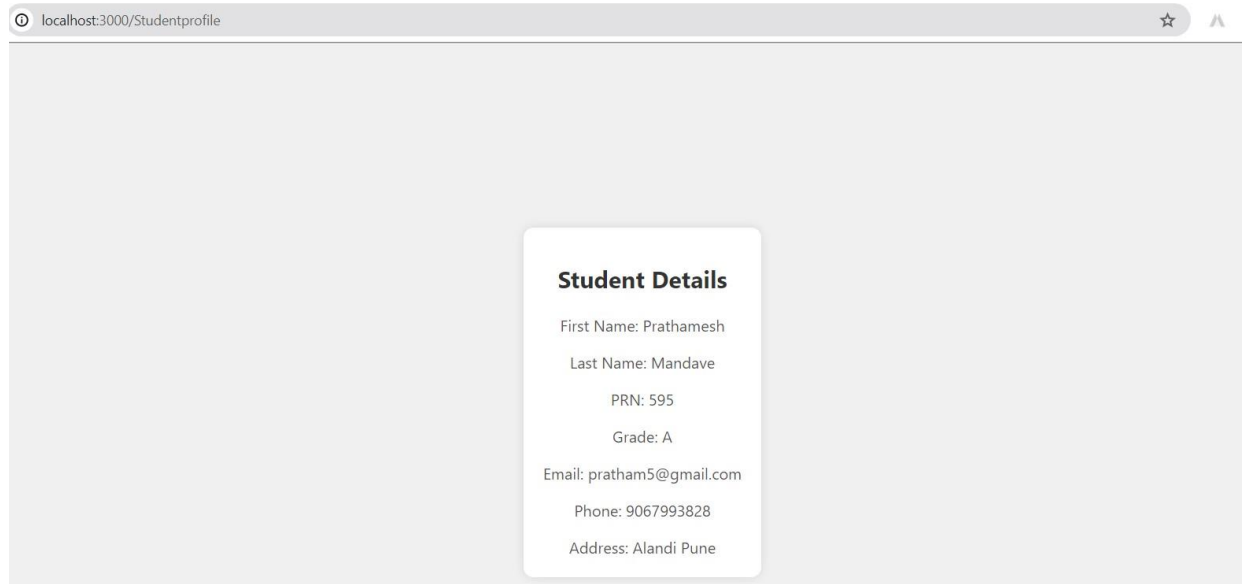 localhost:3000/Studentprofile
Student Details
First Name: Prathamesh
Last Name: Mandave
PRN: 595
Grade: A
Email: pratham5@gmail.com
Phone: 9067993828
Address: Alandi Pune